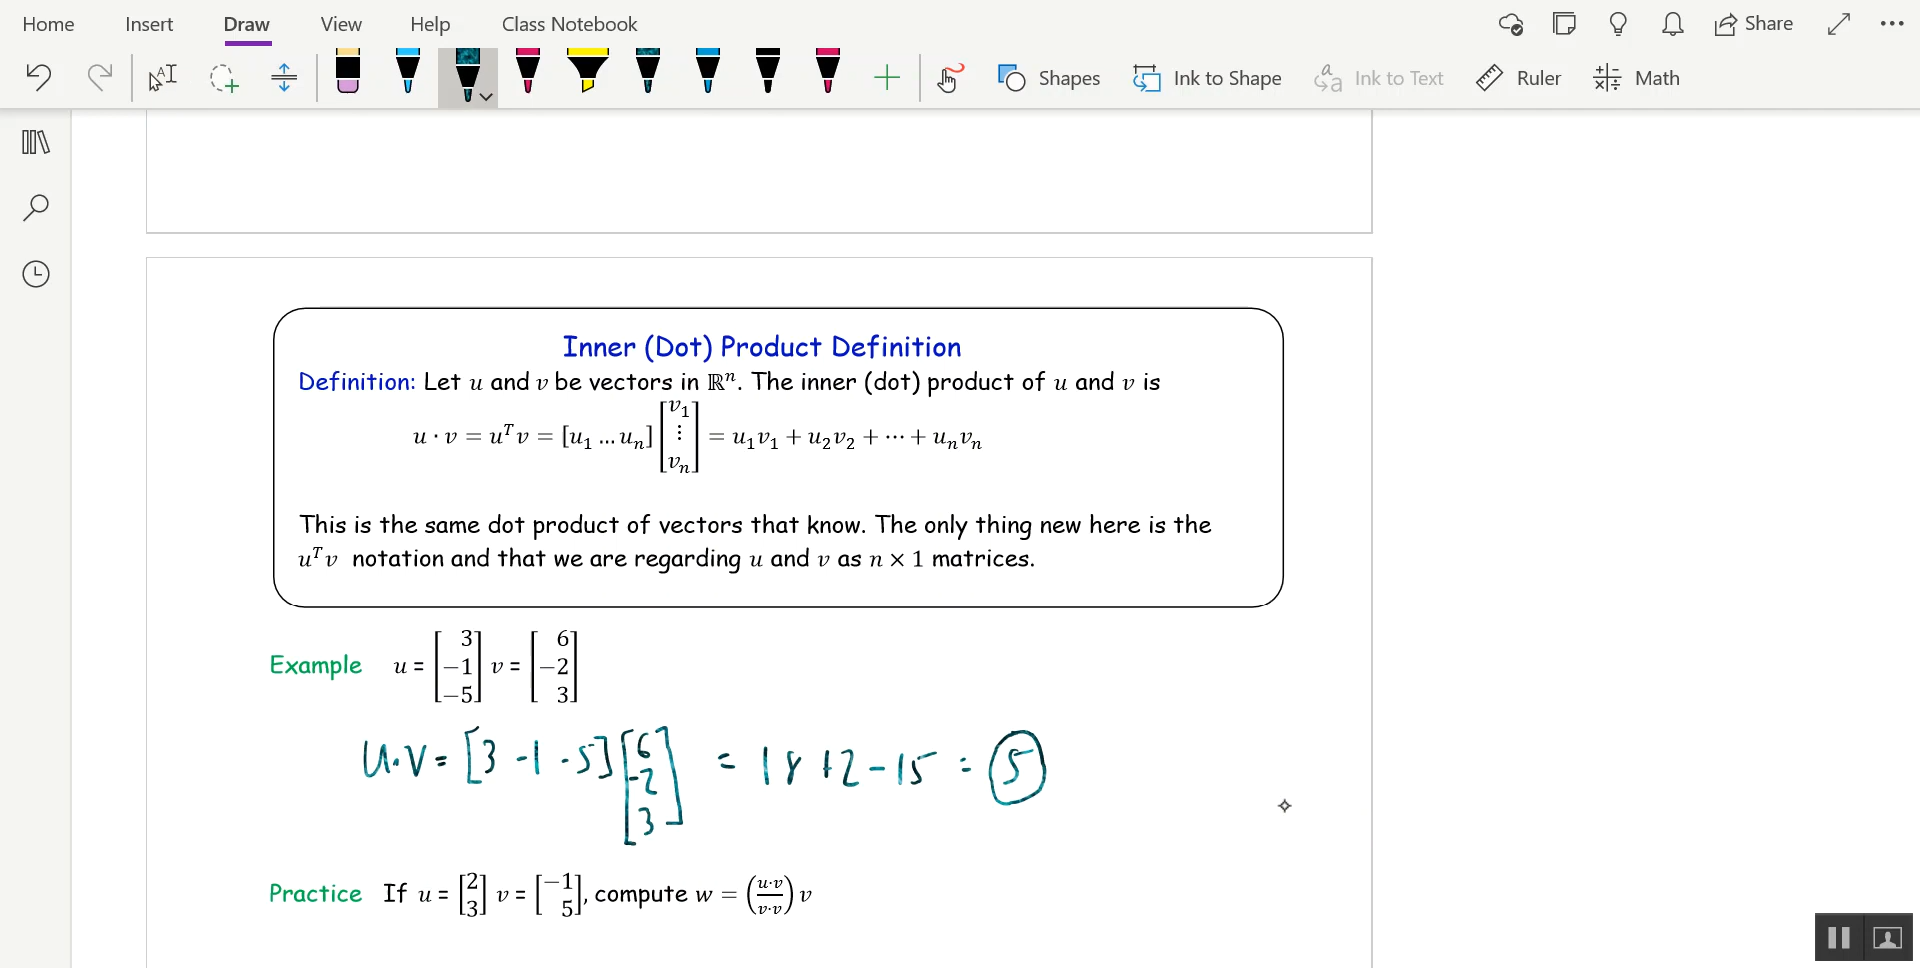 Home Insert Draw View Help Class Notebook Share
Shapes Ink to Shape Ink to Text Ruler Math
Inner (Dot) Product Definition
Definition: Let u and v be vectors in ℝⁿ. The inner (dot) product of u and v is
u · v = uᵀv = [u₁ … uₙ] [v₁ ⋮ vₙ] = u₁v₁ + u₂v₂ + ⋯ + uₙvₙ
This is the same dot product of vectors that know. The only thing new here is the
uᵀv notation and that we are regarding u and v as n × 1 matrices.
Example u = [3 −1 −5] v = [6 −2 3]
u·v = [3 -1 -5] [6 -2 3] = 18 + 2 - 15 = 5
Practice If u = [2 3] v = [−1 5], compute w = (u·v/v·v) v